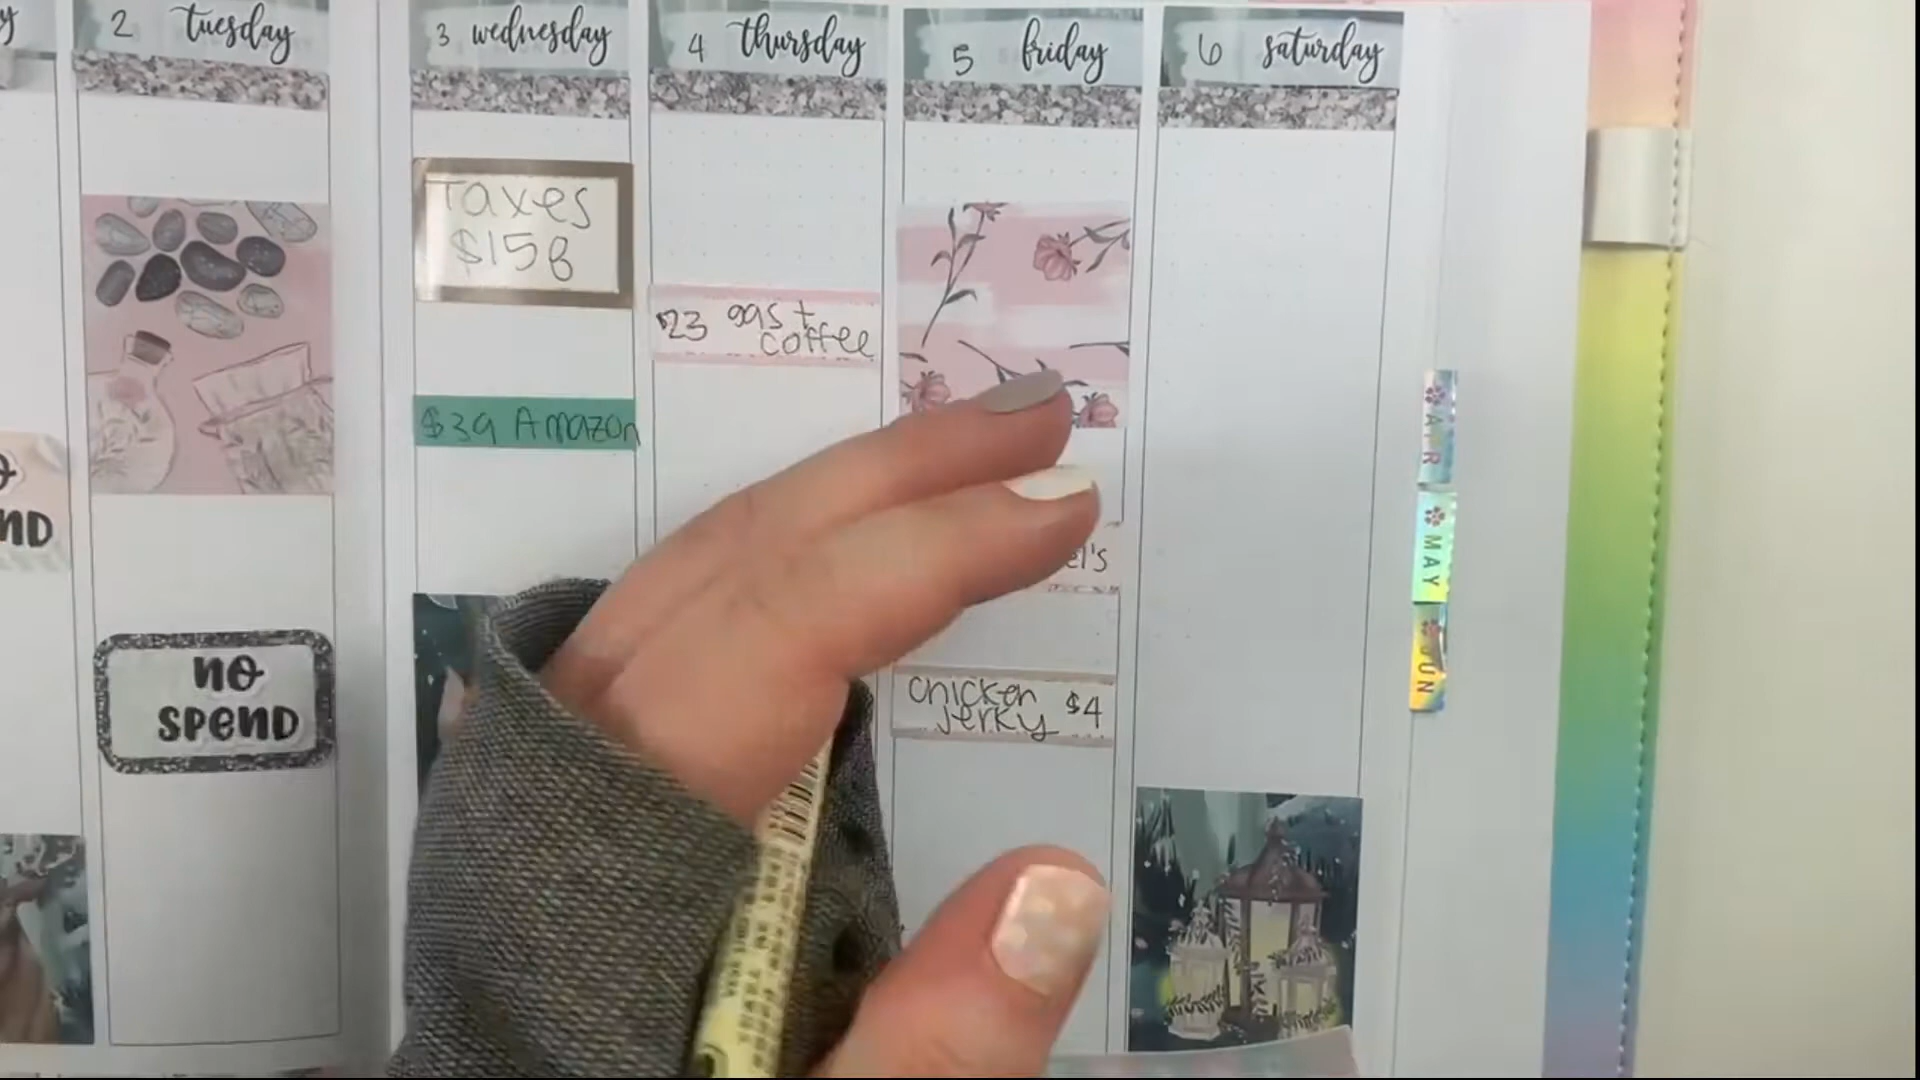 2 tuesday
3 wednesday
4 thursday
5 friday
6 saturday
Taxes
$158
$23 gas +
coffee
$39 Amazon
ND
el's
no
spend
chicken
jerky $4
APR
MAY
JUN